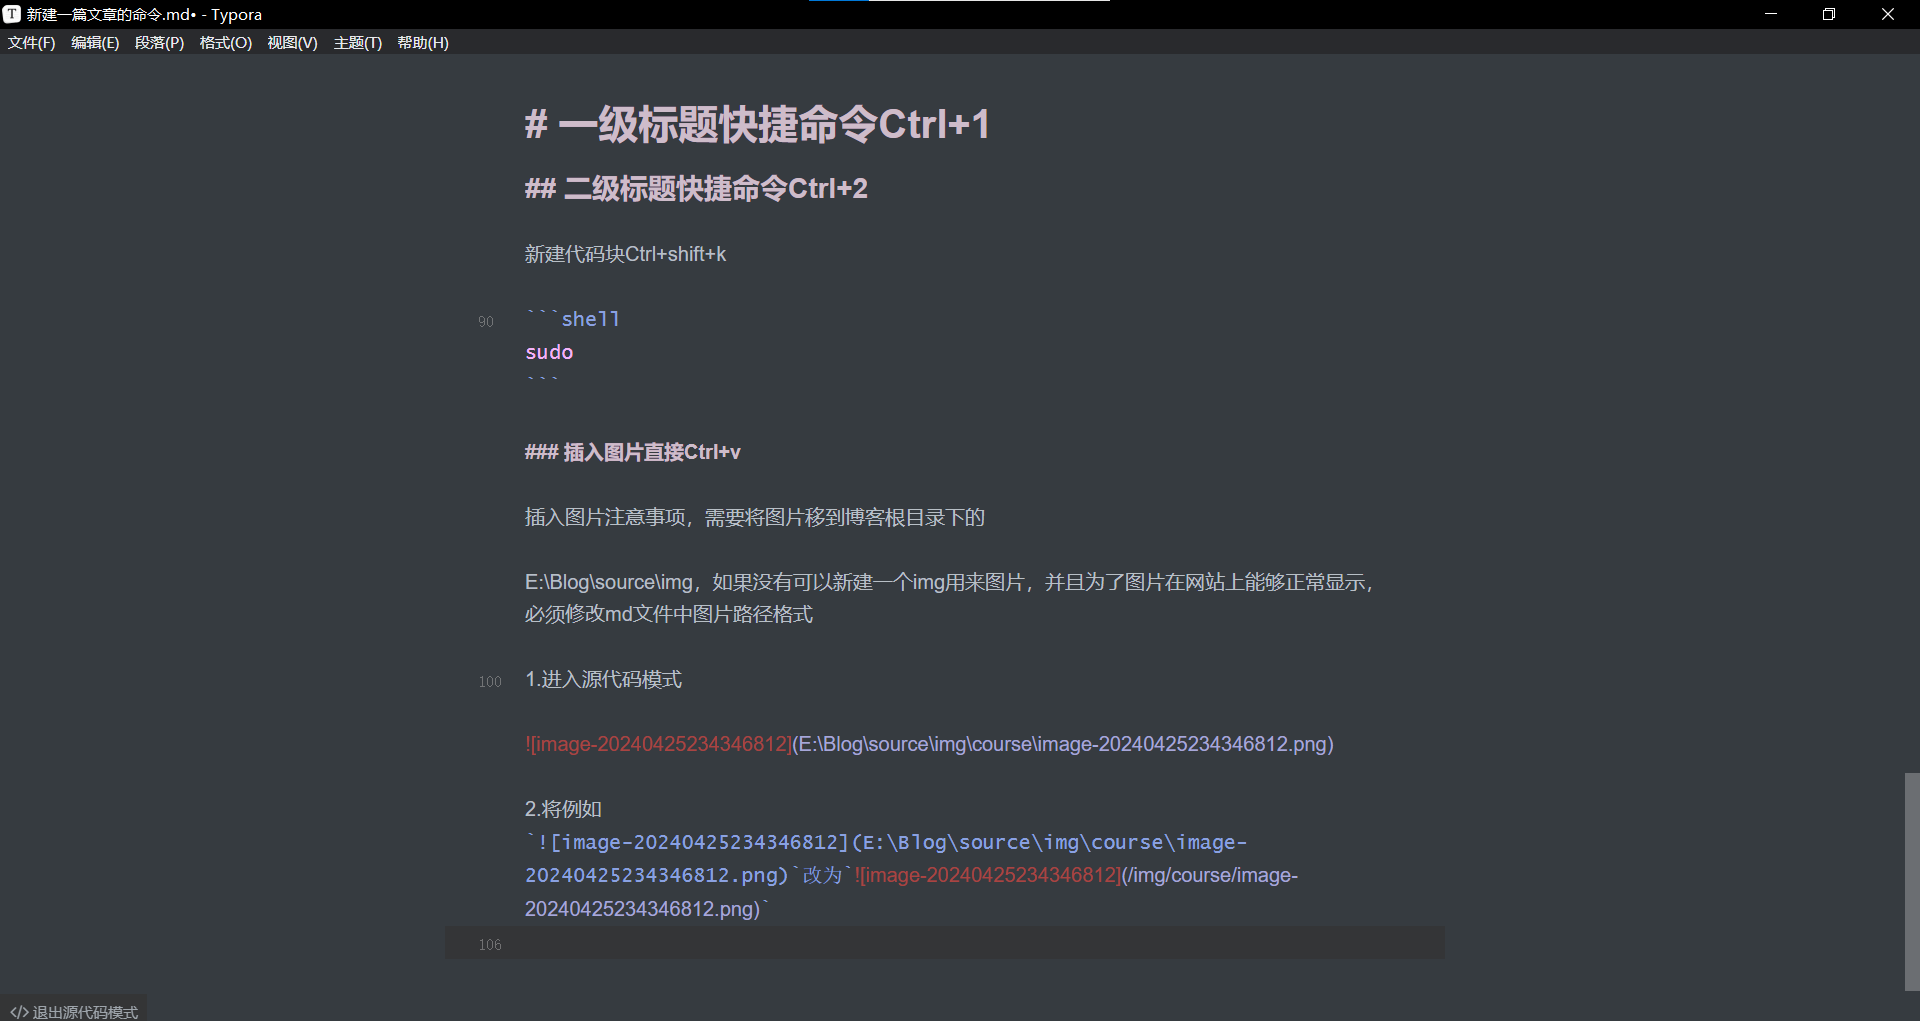 新建一篇文章的命令.md• - Typora
文件(F) 编辑(E) 段落(P) 格式(O) 视图(V) 主题(T) 帮助(H)
# 一级标题快捷命令Ctrl+1
## 二级标题快捷命令Ctrl+2
新建代码块Ctrl+shift+k
90 ```shell
sudo
```
### 插入图片直接Ctrl+v
插入图片注意事项，需要将图片移到博客根目录下的
E:\Blog\source\img，如果没有可以新建一个img用来图片，并且为了图片在网站上能够正常显示，
必须修改md文件中图片路径格式
100 1.进入源代码模式
![image-20240425234346812](E:\Blog\source\img\course\image-20240425234346812.png)
2.将例如
`![image-20240425234346812](E:\Blog\source\img\course\image-
20240425234346812.png)`改为`![image-20240425234346812](/img/course/image-
20240425234346812.png)`
106
</> 退出源代码模式